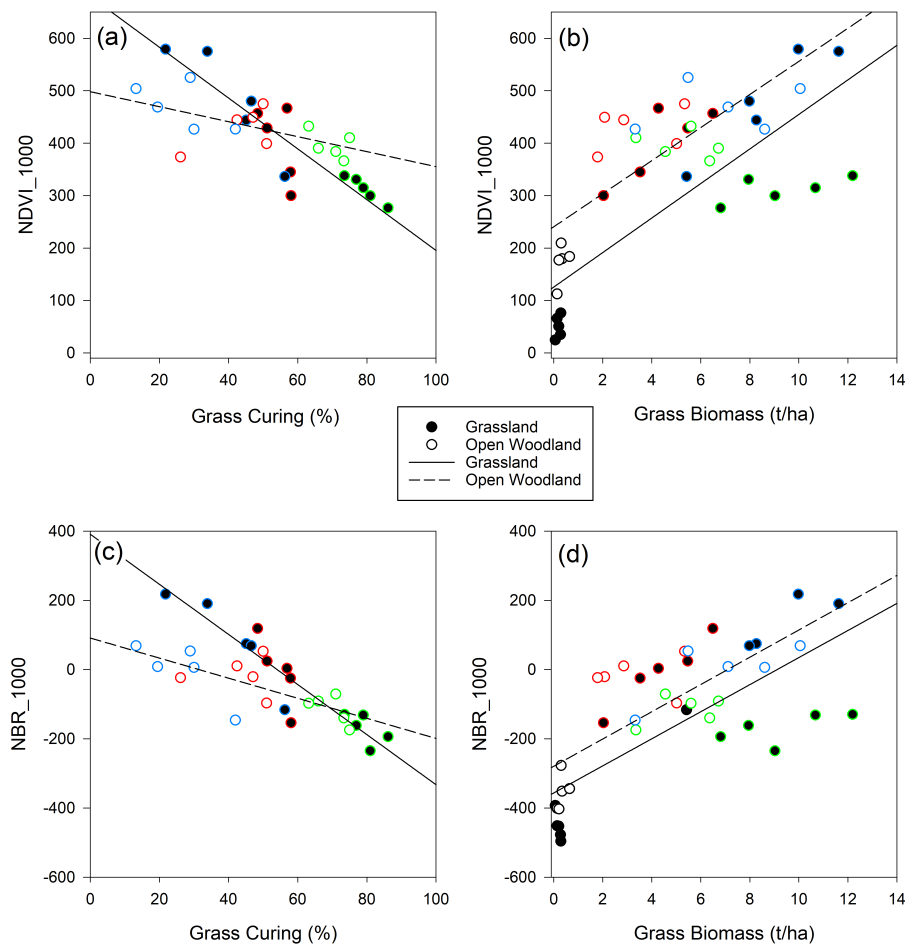 (a)
600
500
400
300
200
100
0
NDVI_1000
0 20 40 60 80 100
Grass Curing (%)
(b)
600
500
400
300
200
100
0
NDVI_1000
0 2 4 6 8 10 12 14
Grass Biomass (t/ha)
Grassland
Open Woodland
Grassland
Open Woodland
(c)
400
200
0
-200
-400
-600
NBR_1000
0 20 40 60 80 100
Grass Curing (%)
(d)
400
200
0
-200
-400
-600
NBR_1000
0 2 4 6 8 10 12 14
Grass Biomass (t/ha)